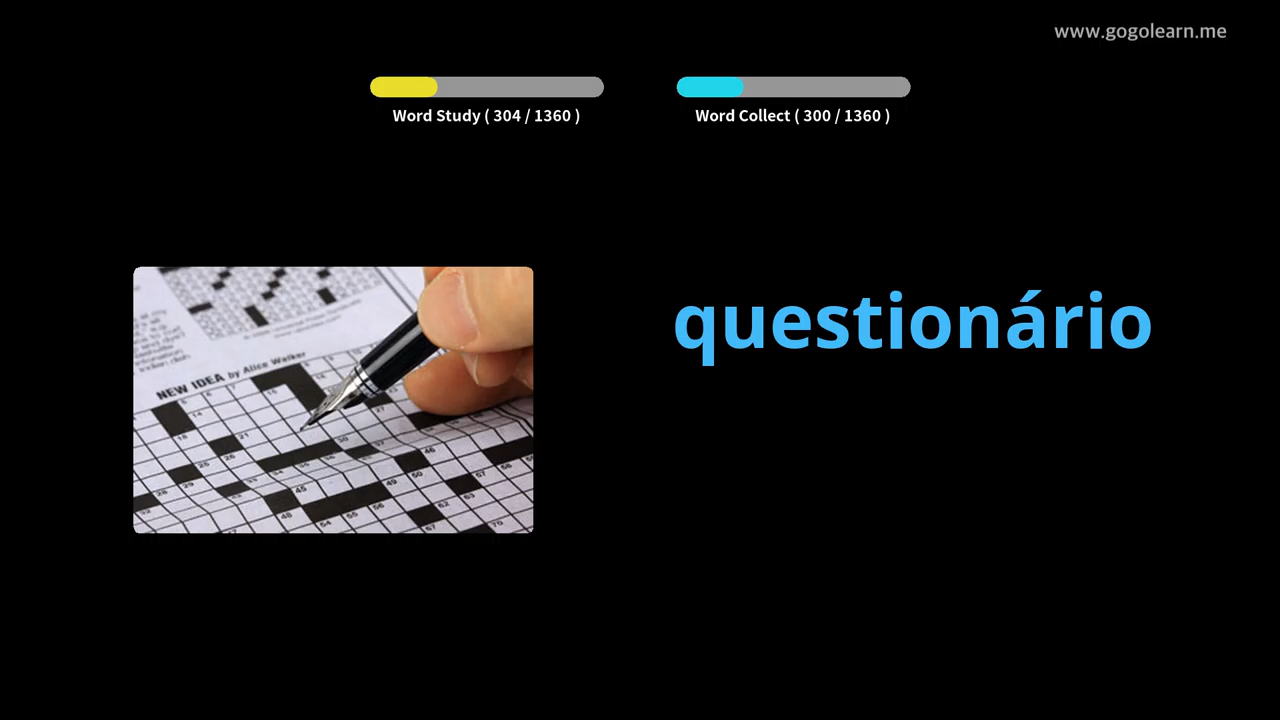 www.gogolearn.me
Word Study ( 304 / 1360 )
Word Collect ( 300 / 1360 )
questionário
NEW IDEA by Alice Walker